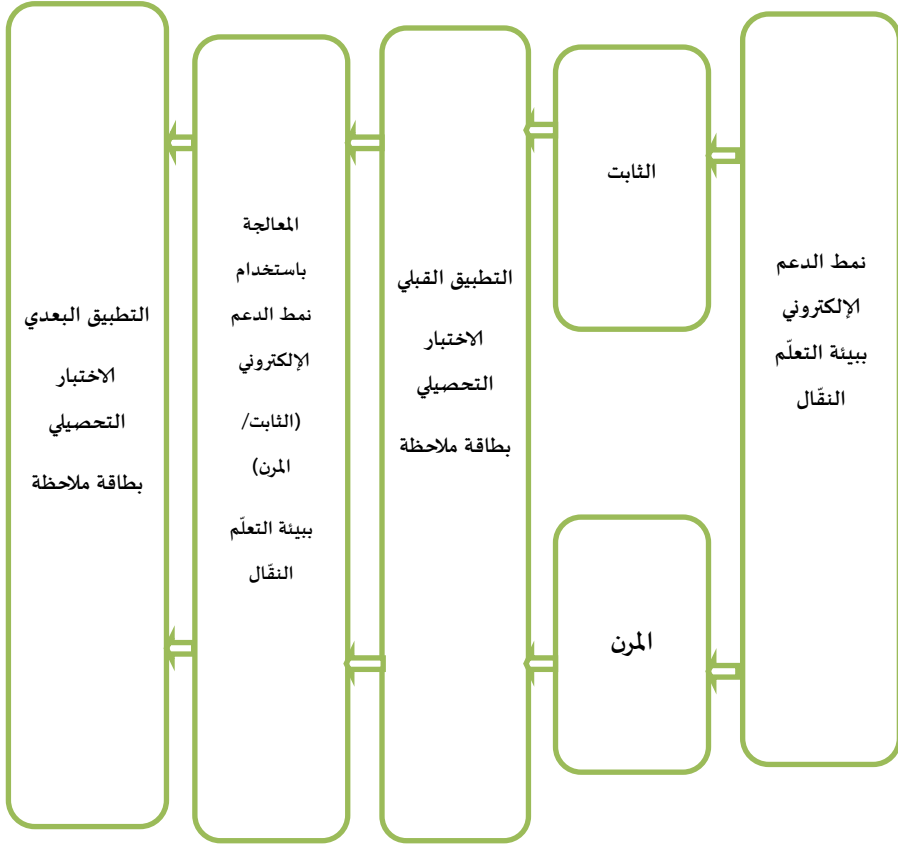 نمط الدعم
الإلكتروني
ببيئة التعلّم
النقّال
الثابت
المرن
التطبيق القبلي
الاختبار
التحصيلي
بطاقة ملاحظة
المعالجة
باستخدام
نمط الدعم
الإلكتروني
(الثابت/
المرن)
ببيئة التعلّم
النقّال
التطبيق البعدي
الاختبار
التحصيلي
بطاقة ملاحظة